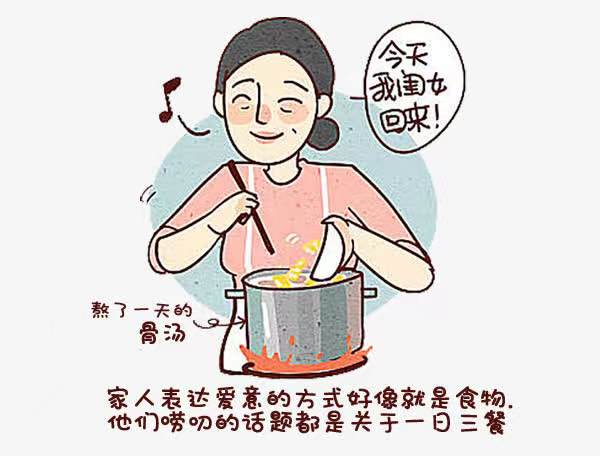 今天
我闺女
回来!
熬了一天的
骨汤
家人表达爱意的方式好像就是食物.
他们唠叨的话题都是关于一日三餐